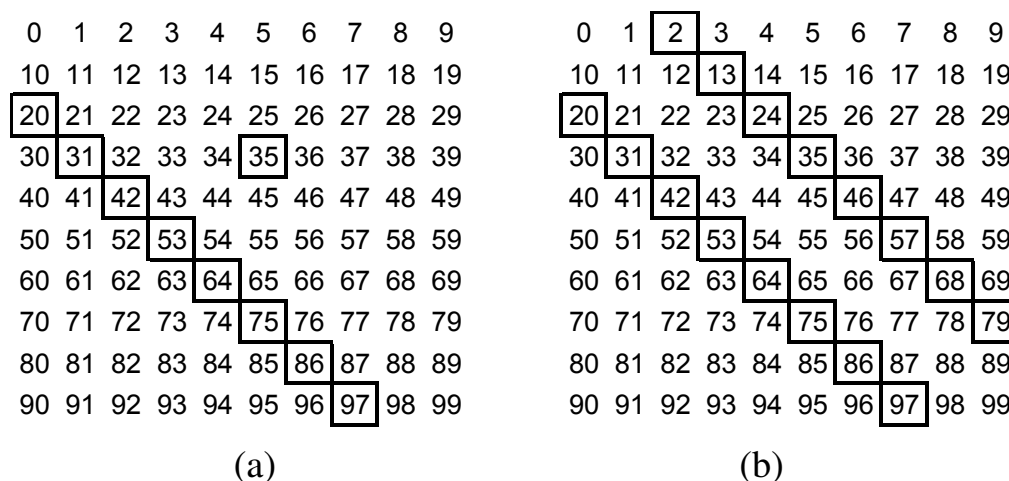 0 1 2 3 4 5 6 7 8 9
10 11 12 13 14 15 16 17 18 19
20 21 22 23 24 25 26 27 28 29
30 31 32 33 34 35 36 37 38 39
40 41 42 43 44 45 46 47 48 49
50 51 52 53 54 55 56 57 58 59
60 61 62 63 64 65 66 67 68 69
70 71 72 73 74 75 76 77 78 79
80 81 82 83 84 85 86 87 88 89
90 91 92 93 94 95 96 97 98 99
(a)
0 1 2 3 4 5 6 7 8 9
10 11 12 13 14 15 16 17 18 19
20 21 22 23 24 25 26 27 28 29
30 31 32 33 34 35 36 37 38 39
40 41 42 43 44 45 46 47 48 49
50 51 52 53 54 55 56 57 58 59
60 61 62 63 64 65 66 67 68 69
70 71 72 73 74 75 76 77 78 79
80 81 82 83 84 85 86 87 88 89
90 91 92 93 94 95 96 97 98 99
(b)